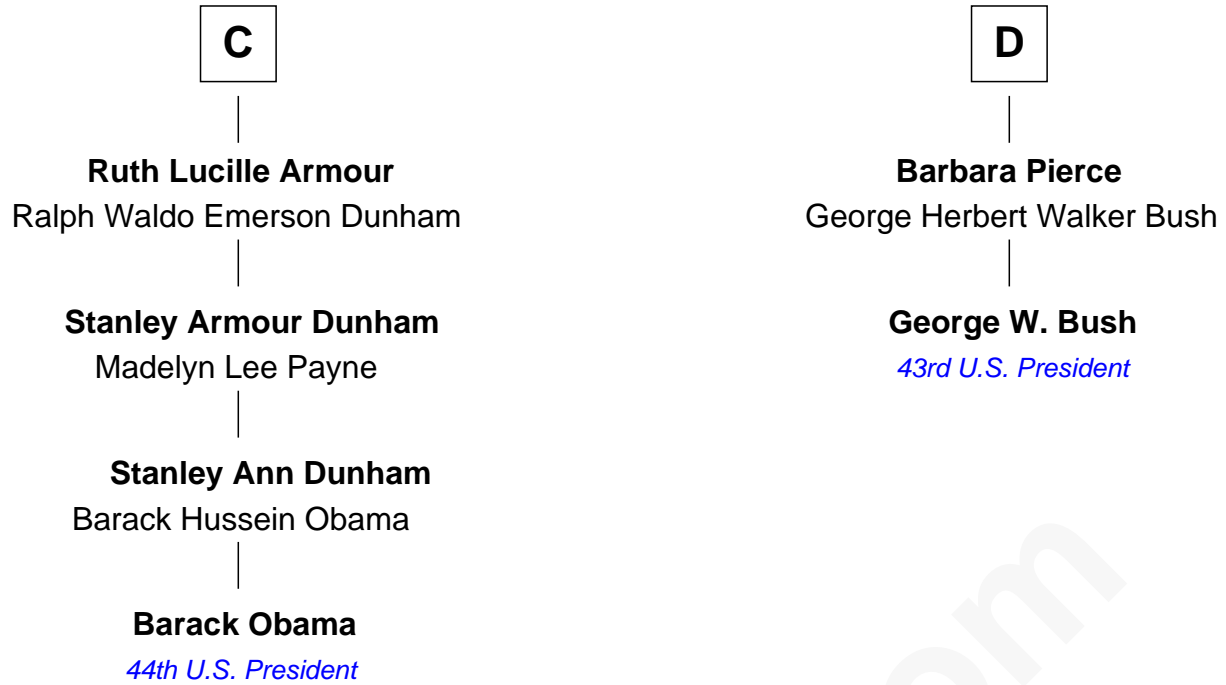 C
Ruth Lucille Armour
Ralph Waldo Emerson Dunham
Stanley Armour Dunham
Madelyn Lee Payne
Stanley Ann Dunham
Barack Hussein Obama
Barack Obama
44th U.S. President
D
Barbara Pierce
George Herbert Walker Bush
George W. Bush
43rd U.S. President
om